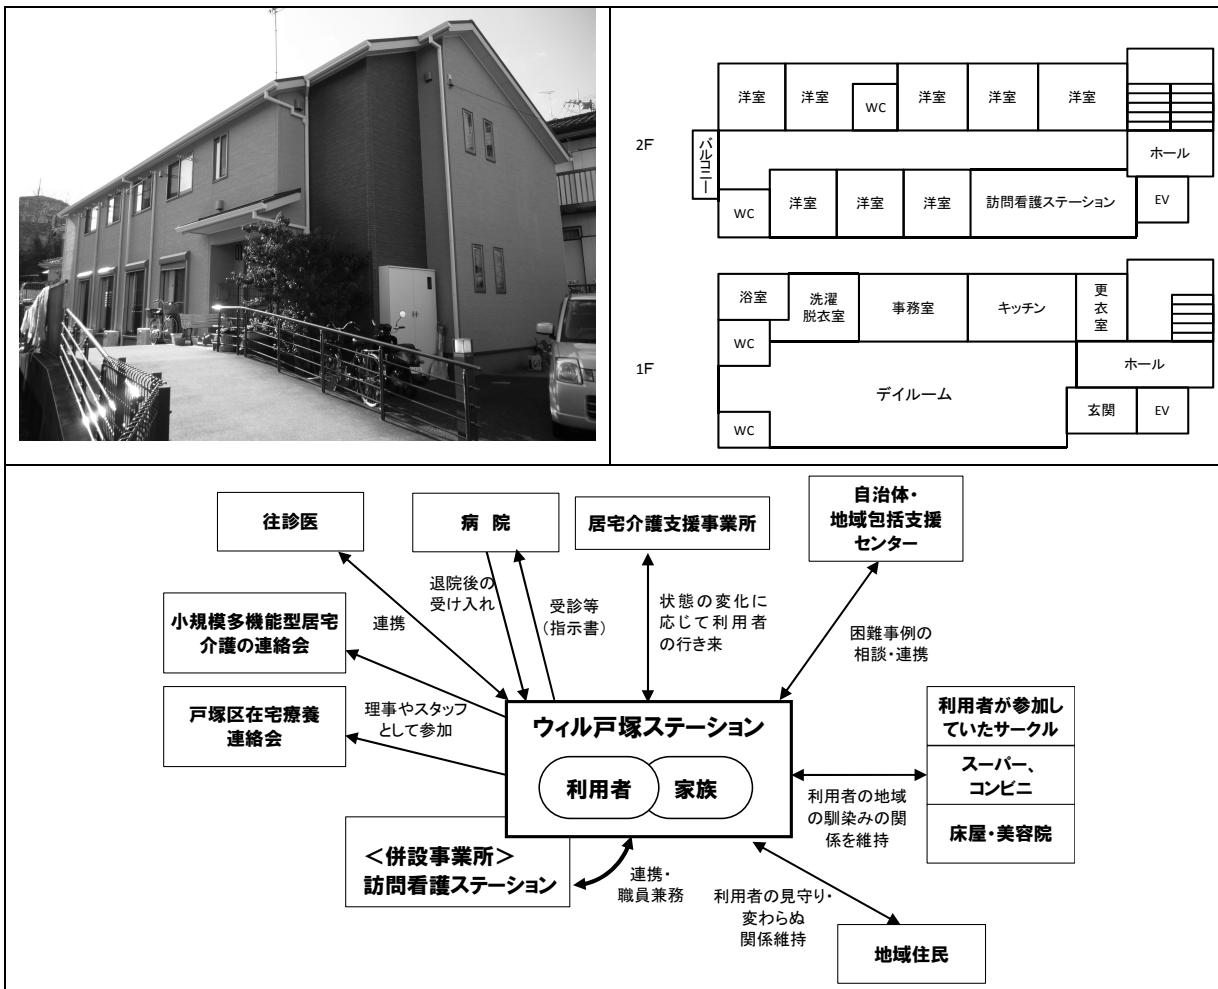 2F
洋室
洋室
WC
洋室
洋室
洋室
ホール
バルコニー
WC
洋室
洋室
洋室
訪問看護ステーション
EV
1F
浴室
洗濯
脱衣室
事務室
キッチン
更衣室
WC
ホール
デイルーム
玄関
EV
WC
往診医
病 院
居宅介護支援事業所
自治体・
地域包括支援
センター
連携
退院後の
受け入れ
受診等
(指示書)
状態の変化に
応じて利用者
の行き来
困難事例の
相談・連携
小規模多機能型居宅
介護の連絡会
戸塚区在宅療養
連絡会
理事やスタッフ
として参加
ウィル戸塚ステーション
利用者
家族
利用者が参加し
ていたサークル
スーパー、
コンビニ
床屋・美容院
利用者の地域
の馴染みの関
係を維持
<併設事業所>
訪問看護ステーション
連携・
職員兼務
利用者の見守り・
変わらぬ
関係維持
地域住民